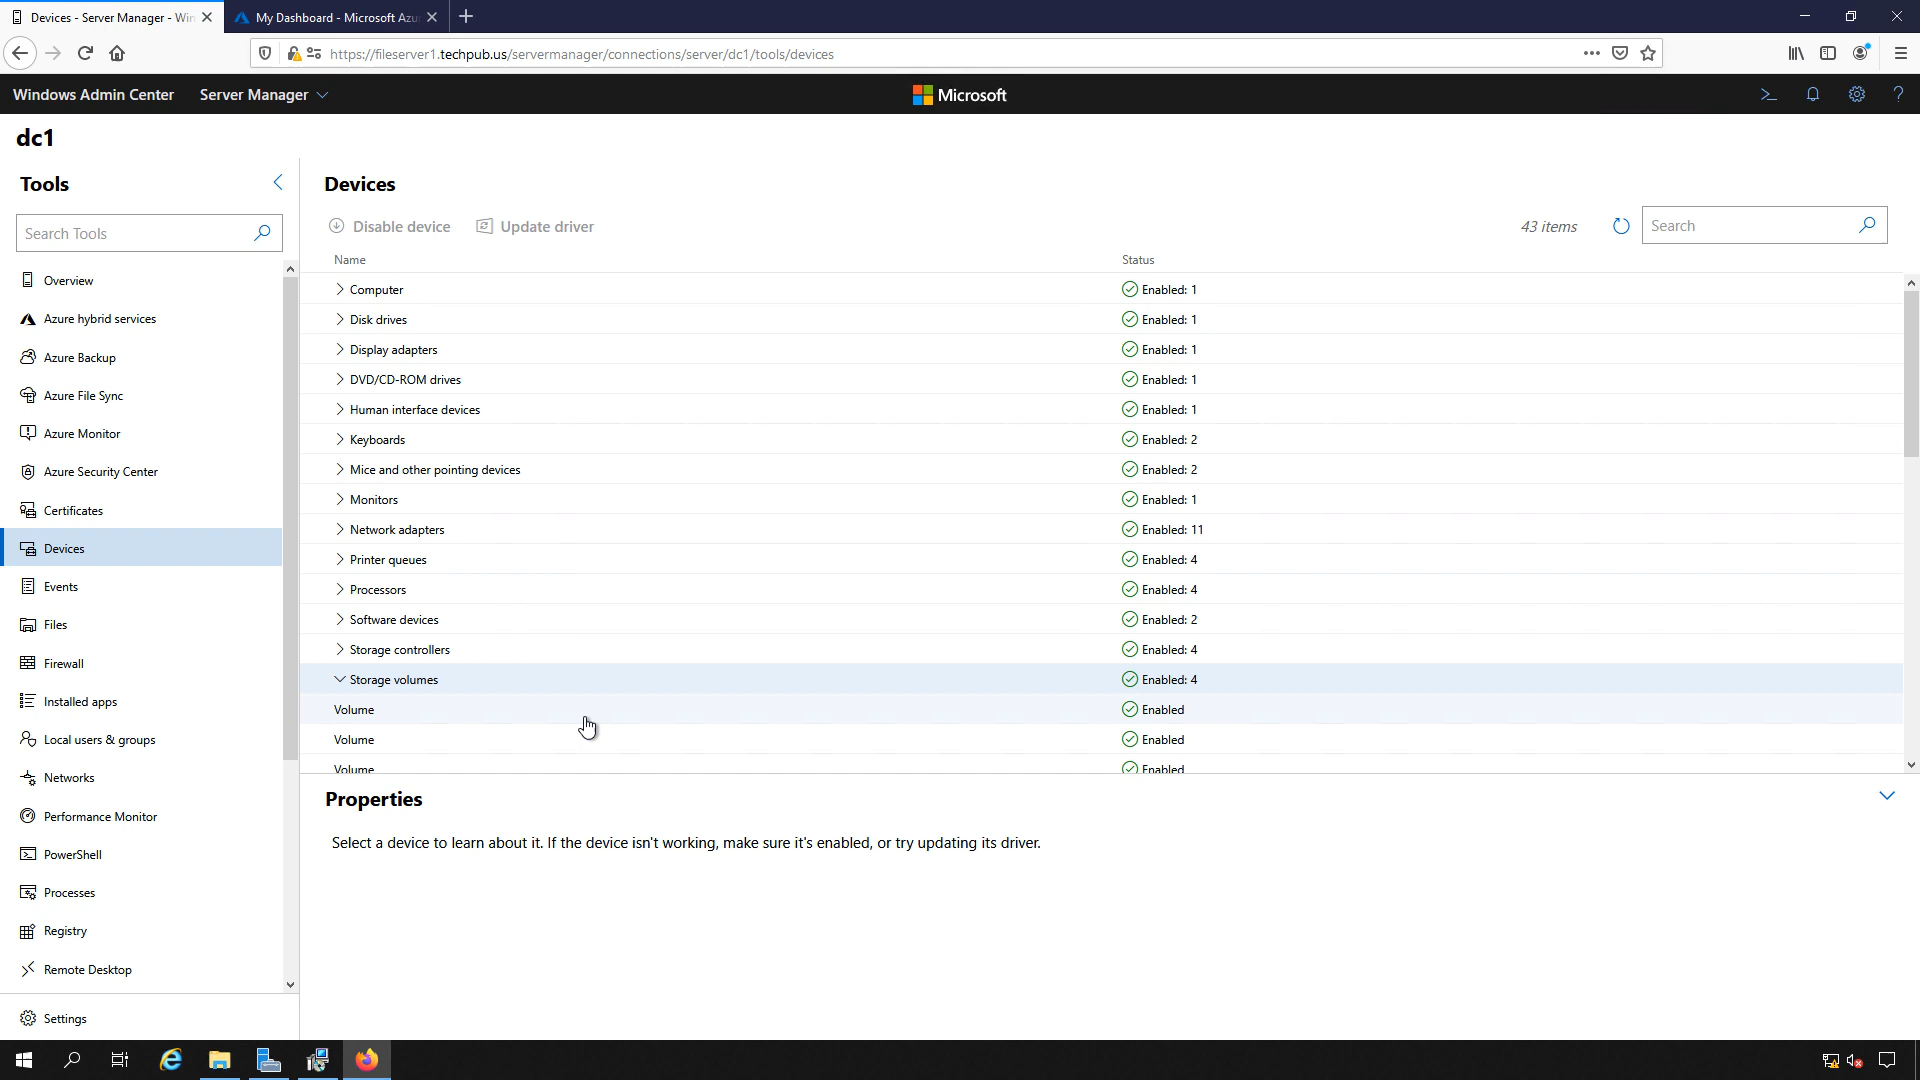 Devices - Server Manager - Win
My Dashboard - Microsoft Azu
https://fileserver1.techpub.us/servermanager/connections/server/dc1/tools/devices
Windows Admin Center
Server Manager
Microsoft
dc1
Tools
Search Tools
Overview
Azure hybrid services
Azure Backup
Azure File Sync
Azure Monitor
Azure Security Center
Certificates
Devices
Events
Files
Firewall
Installed apps
Local users & groups
Networks
Performance Monitor
PowerShell
Processes
Registry
Remote Desktop
Settings
Devices
Disable device
Update driver
43 items
Search
Name Status
Computer Enabled: 1
Disk drives Enabled: 1
Display adapters Enabled: 1
DVD/CD-ROM drives Enabled: 1
Human interface devices Enabled: 1
Keyboards Enabled: 2
Mice and other pointing devices Enabled: 2
Monitors Enabled: 1
Network adapters Enabled: 11
Printer queues Enabled: 4
Processors Enabled: 4
Software devices Enabled: 2
Storage controllers Enabled: 4
Storage volumes Enabled: 4
Volume Enabled
Volume Enabled
Volume Enabled
Properties
Select a device to learn about it. If the device isn't working, make sure it's enabled, or try updating its driver.